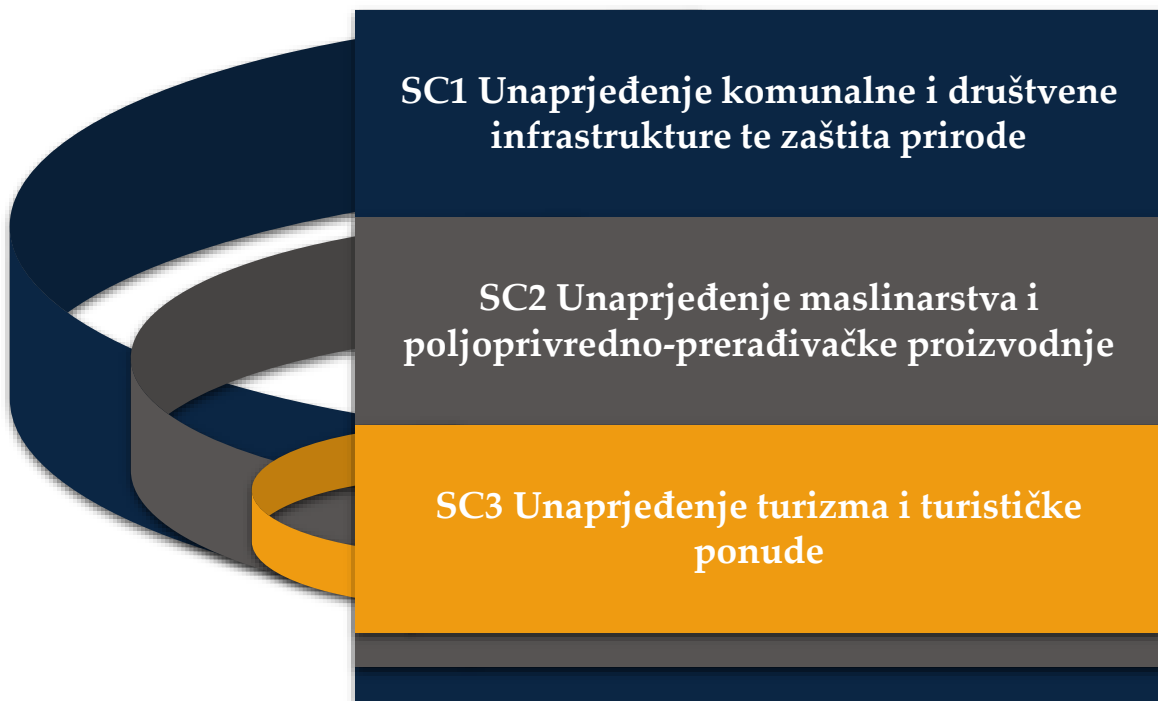 SC1 Unaprjeđenje komunalne i društvene
infrastrukture te zaštita prirode
SC2 Unaprjeđenje maslinarstva i
poljoprivredno-prerađivačke proizvodnje
SC3 Unaprjeđenje turizma i turističke
ponude